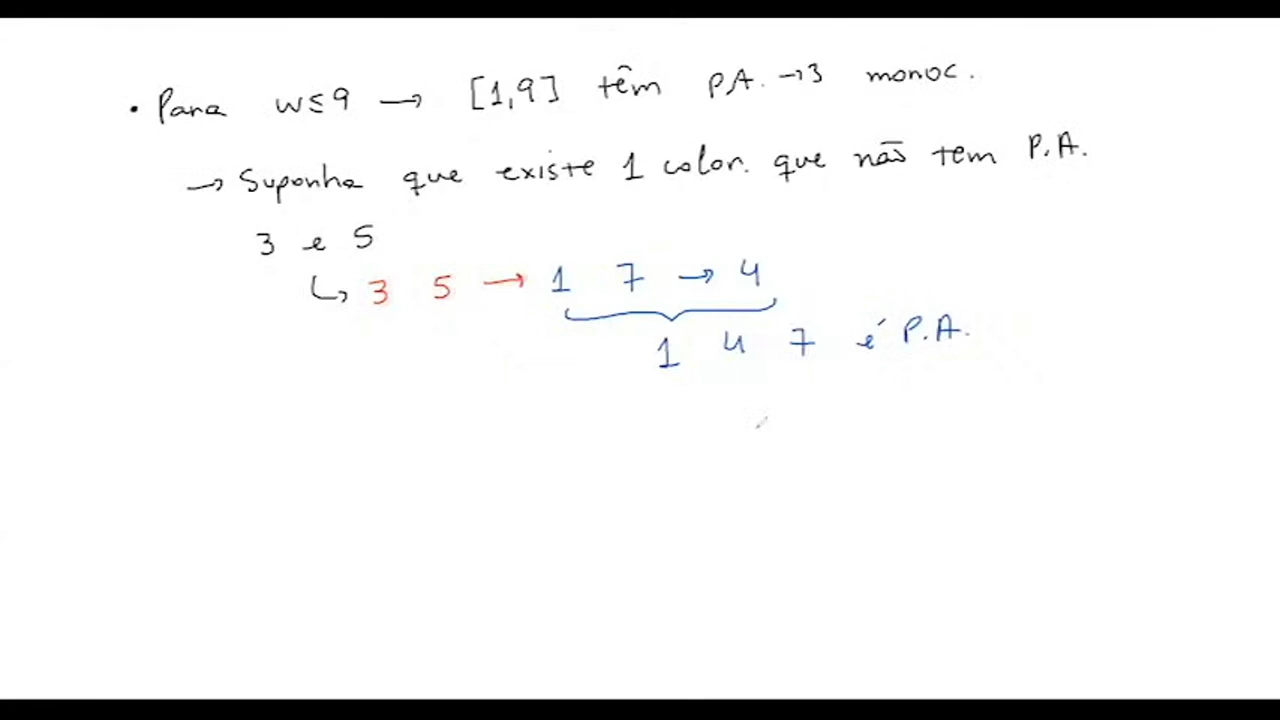 • Para w≤9 → [1,9] têm P.A. →3 monoc.
→ Suponha que existe 1 color. que não tem P.A.
3 e 5
↳ 3 5 → 1 7 → 4
1 4 7 é P.A.